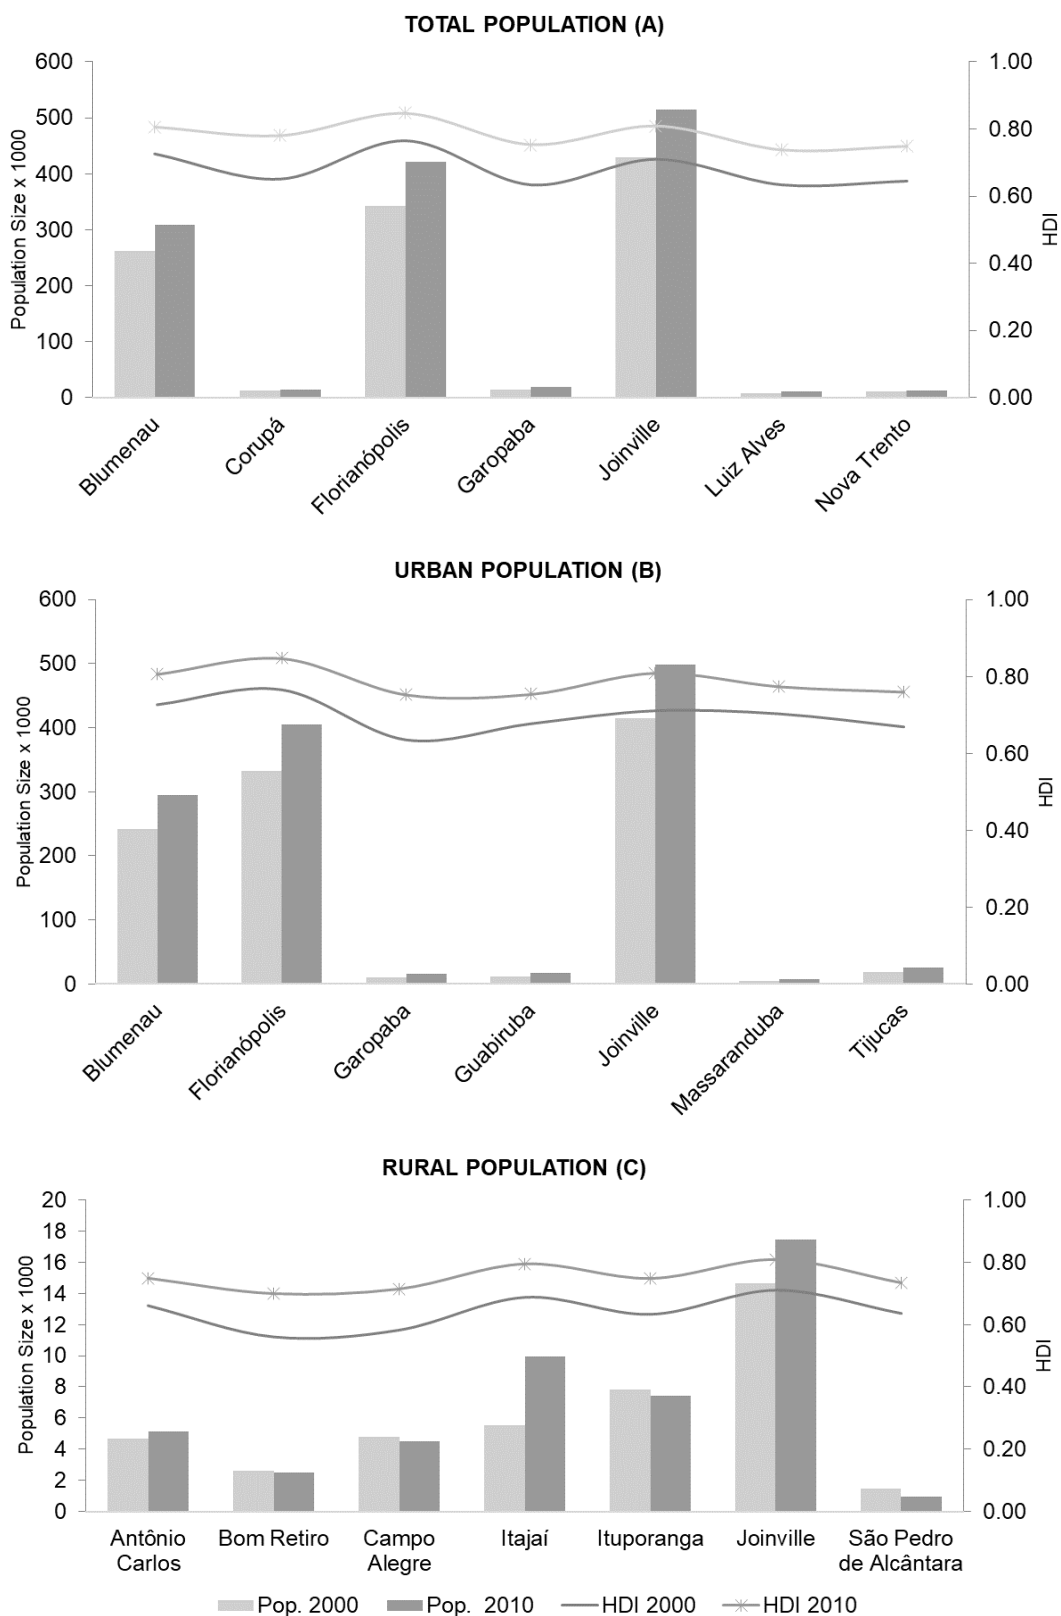 TOTAL POPULATION (A)
600
500
400
300
200
100
0
Population Size x 1000
1.00
0.80
0.60
0.40
0.20
0.00
HDI
Blumenau
Corupá
Florianópolis
Garopaba
Joinville
Luiz Alves
Nova Trento
URBAN POPULATION (B)
600
500
400
300
200
100
0
Population Size x 1000
1.00
0.80
0.60
0.40
0.20
0.00
HDI
Blumenau
Florianópolis
Garopaba
Guabiruba
Joinville
Massaranduba
Tijucas
RURAL POPULATION (C)
20
18
16
14
12
10
8
6
4
2
0
Population Size x 1000
1.00
0.80
0.60
0.40
0.20
0.00
HDI
Antônio
Carlos
Bom Retiro
Campo
Alegre
Itajaí
Ituporanga
Joinville
São Pedro
de Alcântara
Pop. 2000
Pop. 2010
HDI 2000
HDI 2010